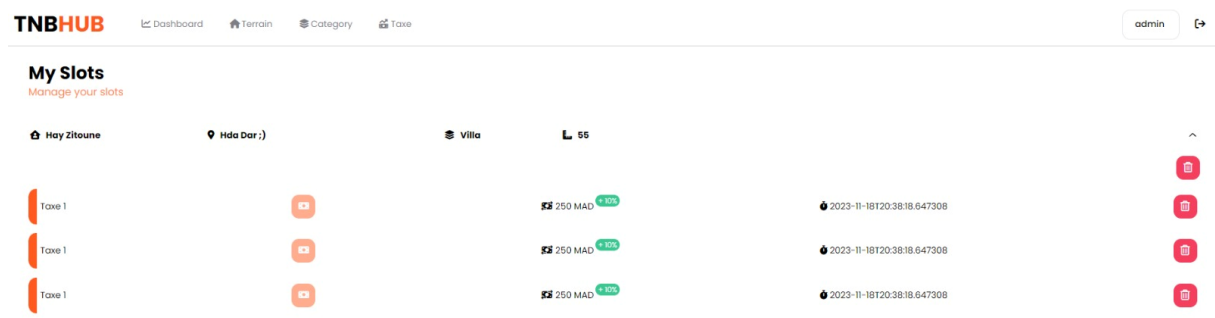 TNBHUB Dashboard Terrain Category Taxe admin
My Slots
Manage your slots
Hay Zitoune Hda Dar ;) Villa 55
Taxe 1 250 MAD + 10% 2023-11-18T20:38:18.647308
Taxe 1 250 MAD + 10% 2023-11-18T20:38:18.647308
Taxe 1 250 MAD + 10% 2023-11-18T20:38:18.647308